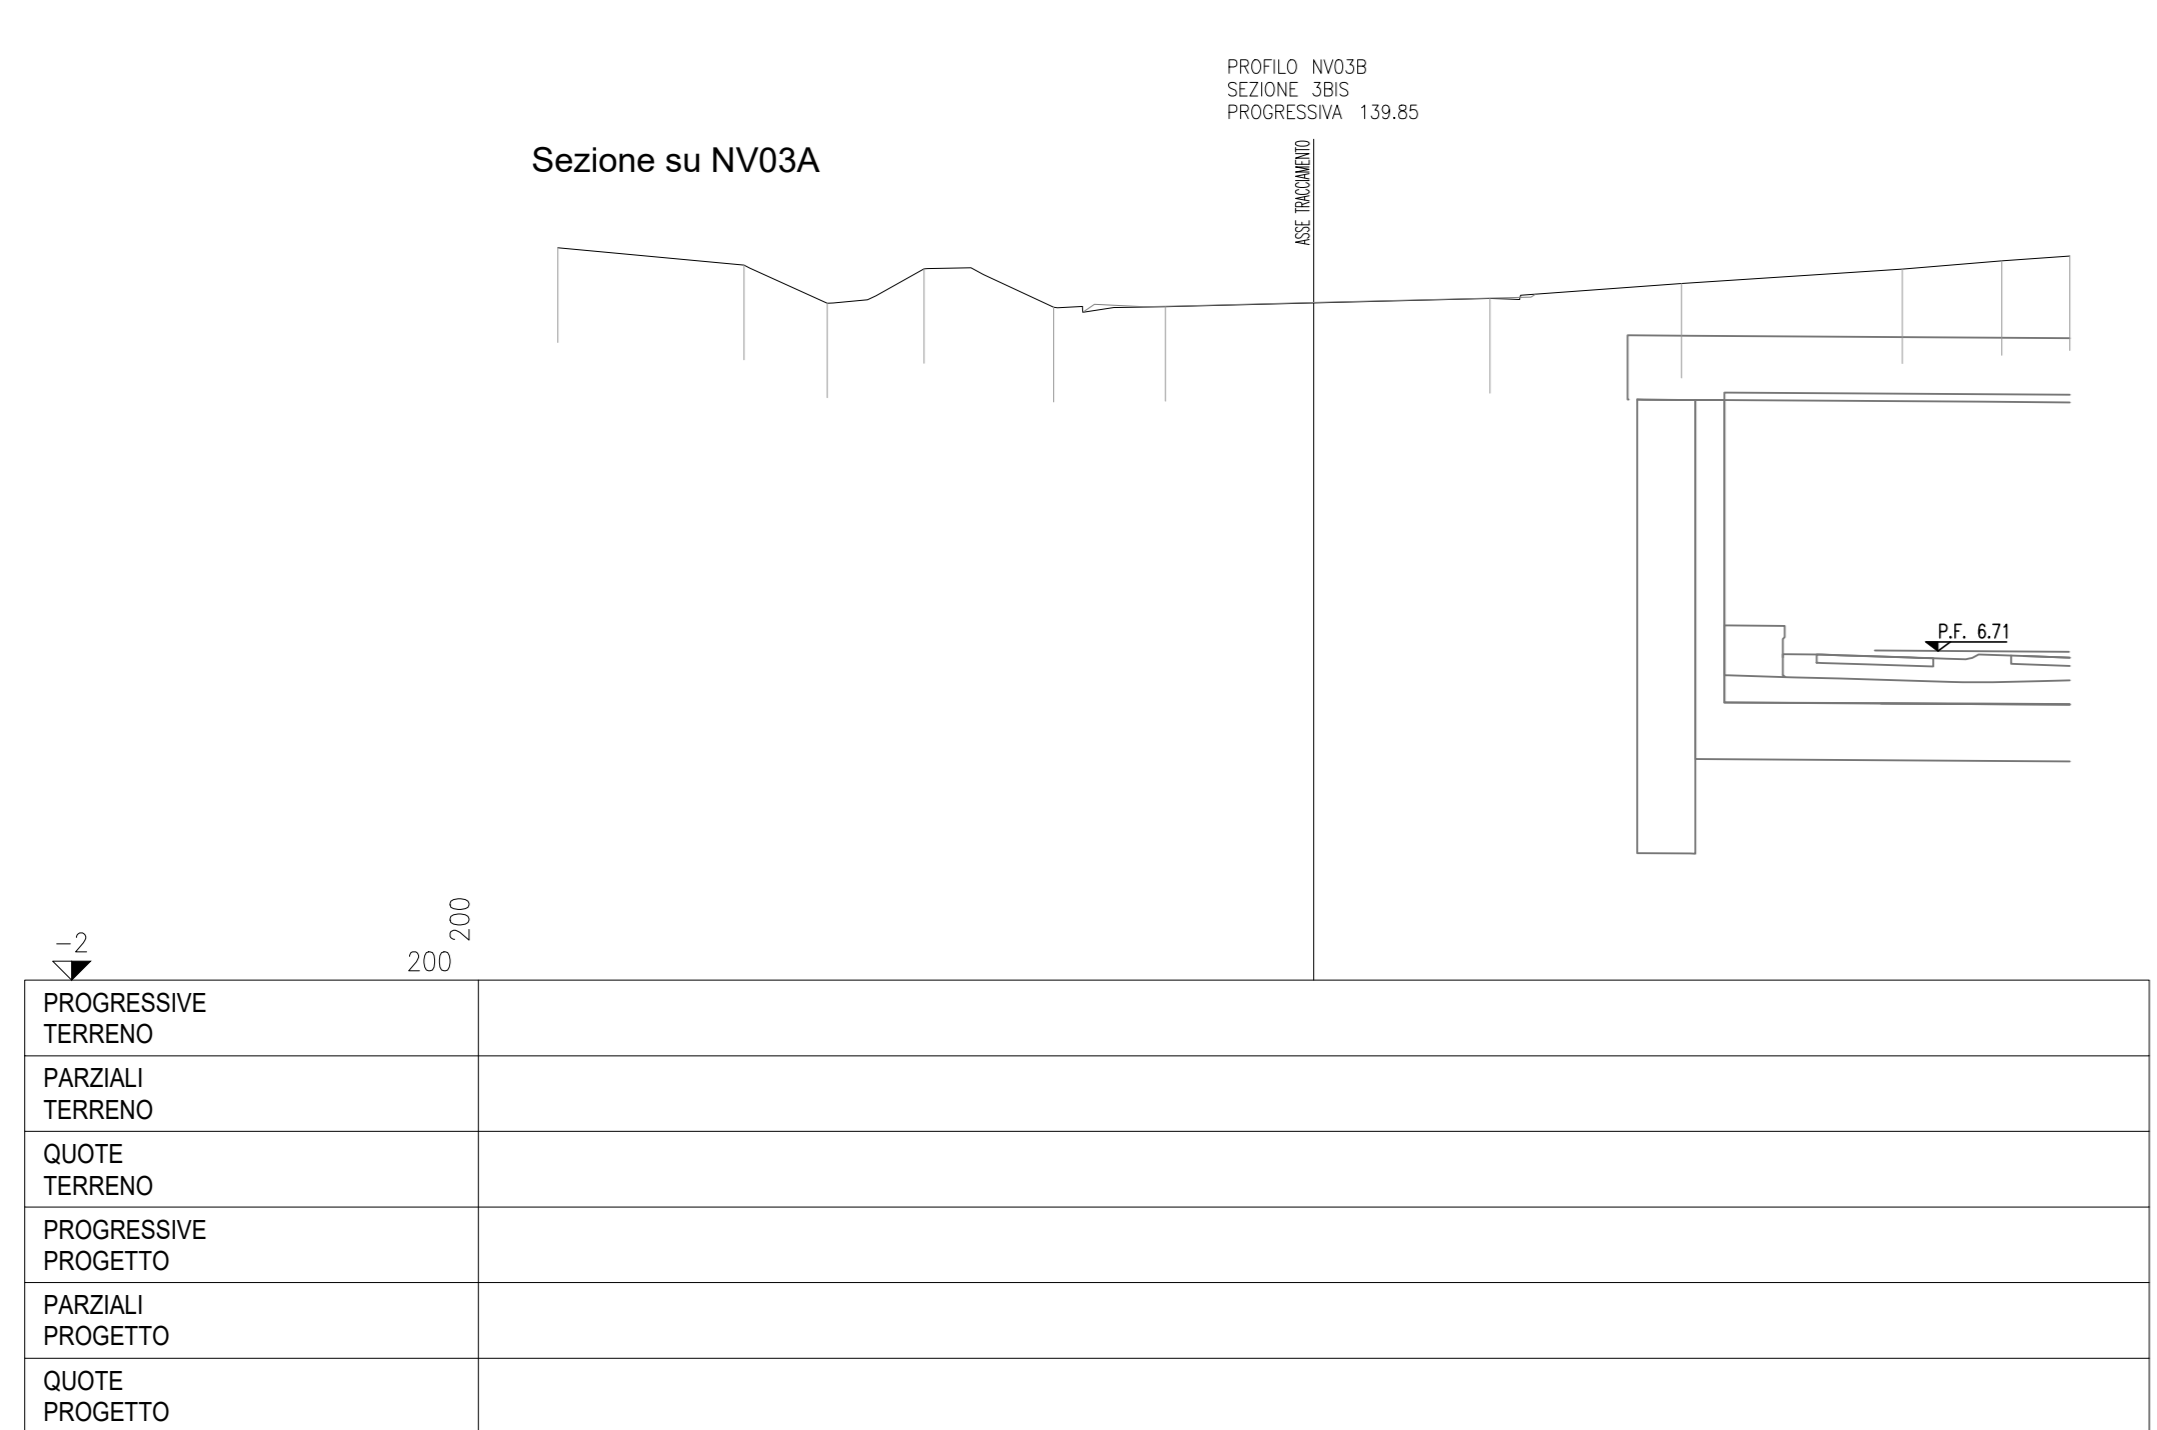 PROFILO NV03B
SEZIONE 3BIS
PROGRESSIVA 139.85
Sezione su NV03A
ASSE TRACCIAMENTO
P.F. 6.71
-2
200
200
PROGRESSIVE
TERRENO
PARZIALI
TERRENO
QUOTE
TERRENO
PROGRESSIVE
PROGETTO
PARZIALI
PROGETTO
QUOTE
PROGETTO